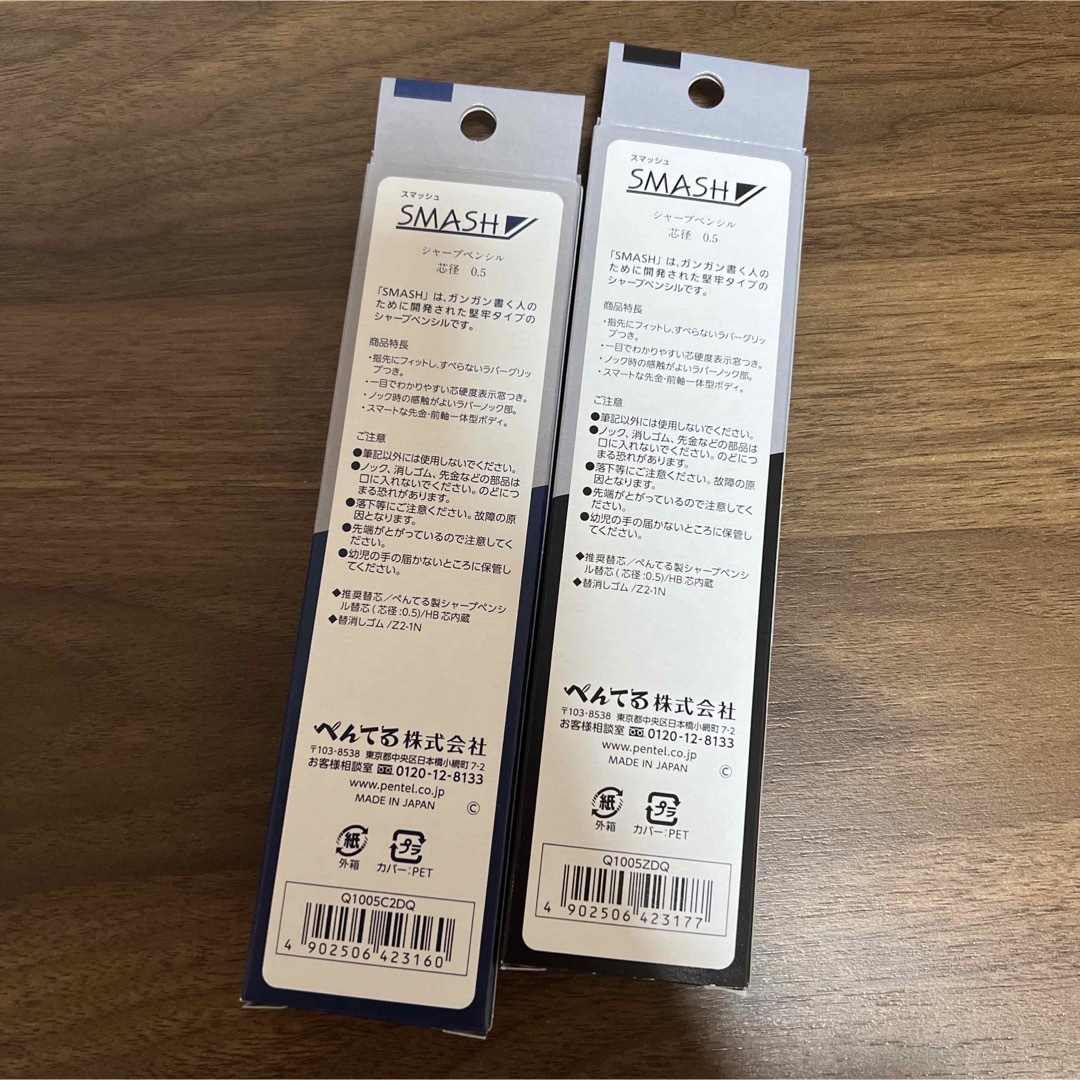 スマッシュ
SMASH
シャープペンシル
芯径 0.5
「SMASH」は、ガンガン書く人の
ために開発された堅牢タイプの
シャープペンシルです。
商品特長
・指先にフィットし、すべらないラバーグリッ
プつき。
・一目でわかりやすい芯硬度表示窓つき。
・ノック時の感触がよいラバーノック部。
・スマートな先金・前軸一体型ボディ。
ご注意
●筆記以外には使用しないでください。
●ノック、消しゴム、先金などの部品は
口に入れないでください。のどにつ
まる恐れがあります。
●落下等にご注意ください。故障の原
因となります。
●先端がとがっているので注意してく
ださい。
●幼児の手の届かないところに保管し
てください。
◆推奨替芯／ぺんてる製シャープペンシ
ル替芯(芯径:0.5)/HB芯内蔵
◆替消しゴム/Z2-1N
ぺんてる株式会社
〒103-8538 東京都中央区日本橋小網町7-2
お客様相談室 0120-12-8133
www.pentel.co.jp
MADE IN JAPAN
©
紙
外箱
プラ
カバー:PET
Q1005C2DQ
4 902506 423160
スマッシュ
SMASH
シャープペンシル
芯径 0.5
「SMASH」は、ガンガン書く人の
ために開発された堅牢タイプの
シャープペンシルです。
商品特長
・指先にフィットし、すべらないラバーグリッ
プつき。
・一目でわかりやすい芯硬度表示窓つき。
・ノック時の感触がよいラバーノック部。
・スマートな先金・前軸一体型ボディ。
ご注意
●筆記以外には使用しないでください。
●ノック、消しゴム、先金などの部品は
口に入れないでください。のどにつ
まる恐れがあります。
●落下等にご注意ください。故障の原
因となります。
●先端がとがっているので注意してく
ださい。
●幼児の手の届かないところに保管し
てください。
◆推奨替芯／ぺんてる製シャープペンシ
ル替芯(芯径:0.5)/HB芯内蔵
◆替消しゴム/Z2-1N
ぺんてる株式会社
〒103-8538 東京都中央区日本橋小網町7-2
お客様相談室 0120-12-8133
www.pentel.co.jp
MADE IN JAPAN
©
紙
外箱
プラ
カバー:PET
Q1005ZDQ
4 902506 423177